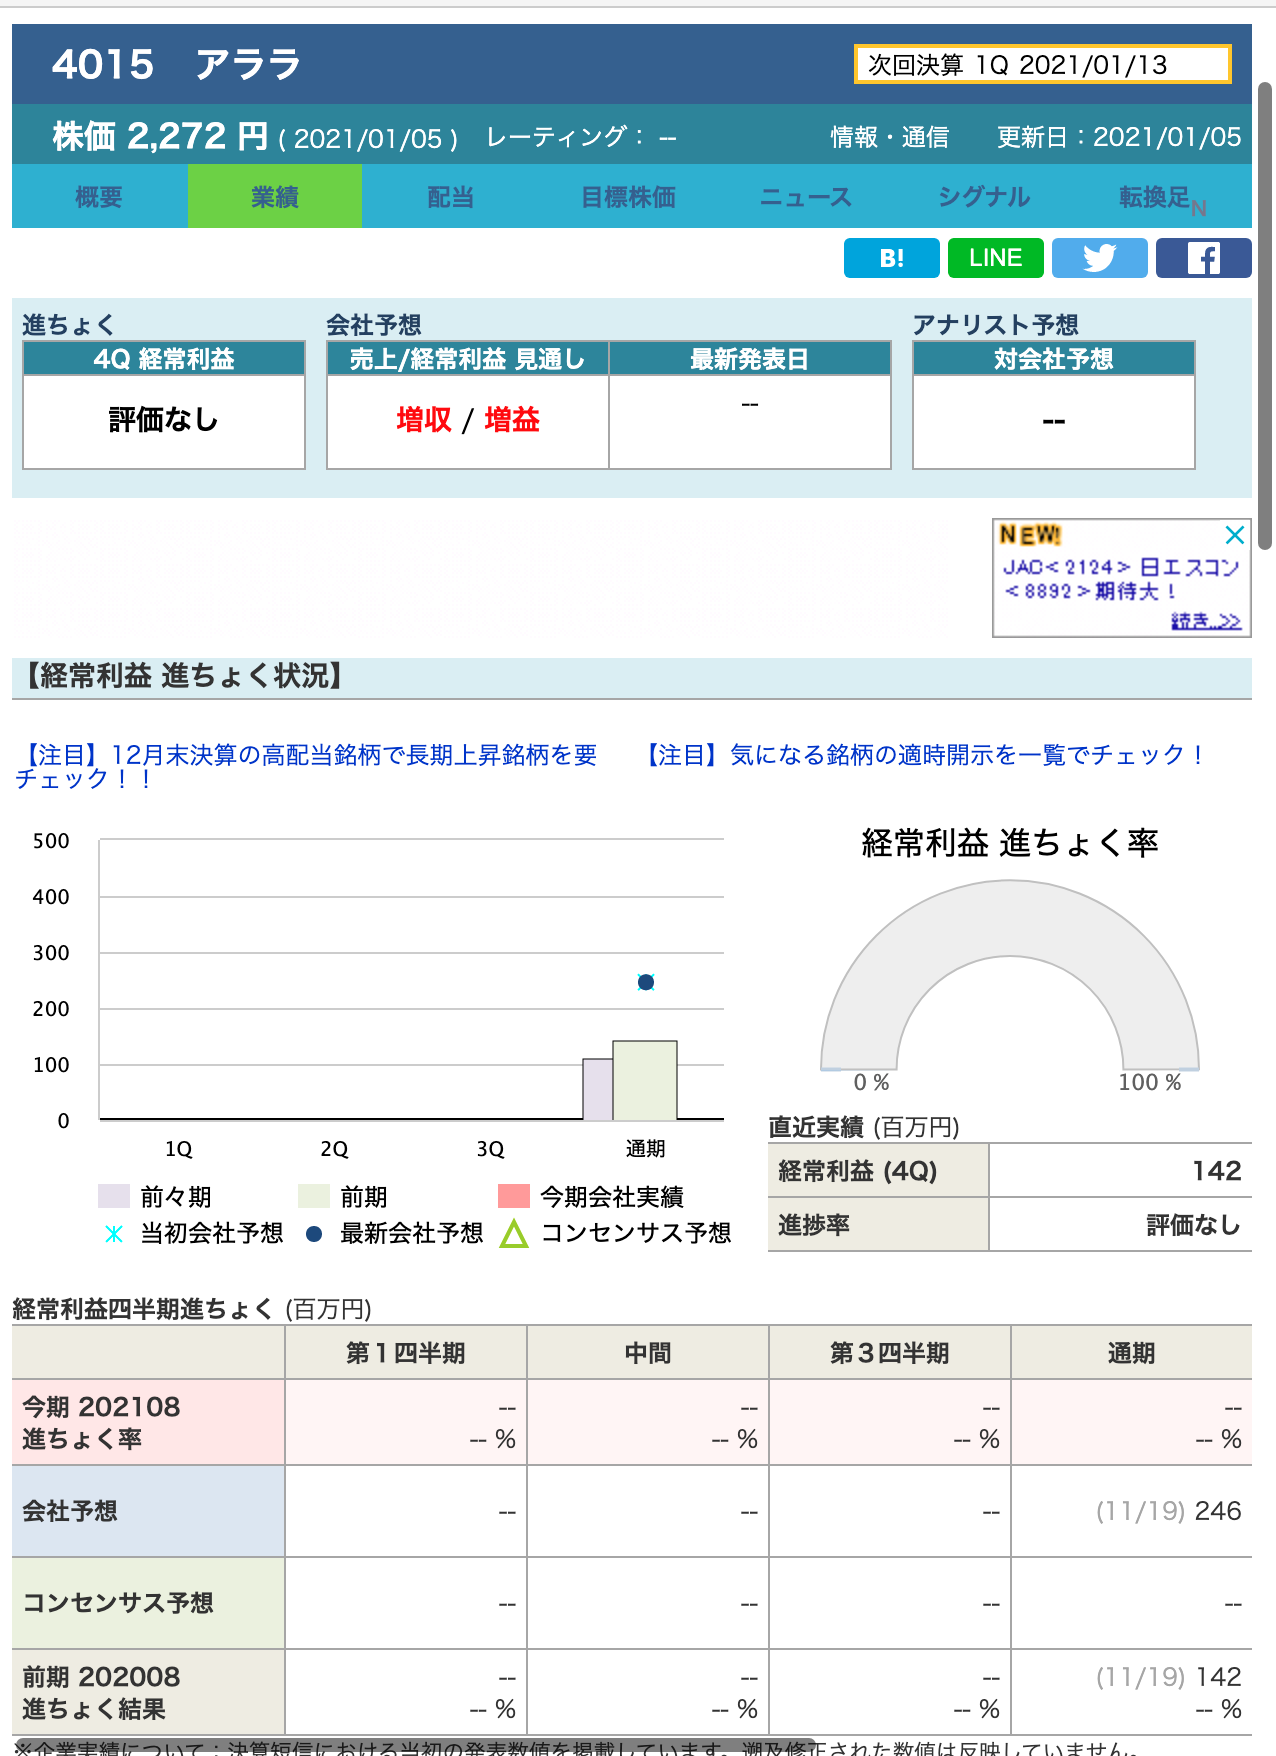 4015 アララ
次回決算 1Q 2021/01/13
株価 2,272 円 ( 2021/01/05 ) レーティング： -- 情報・通信 更新日：2021/01/05
概要 業績 配当 目標株価 ニュース シグナル 転換足N
B! LINE
進ちょく 会社予想 アナリスト予想
4Q 経常利益 売上/経常利益 見通し 最新発表日 対会社予想
評価なし 増収 / 増益 -- --
NEW!
JAC<2124> 日エスコン
<8892>期待大！
続き..>>
【経常利益 進ちょく状況】
【注目】12月末決算の高配当銘柄で長期上昇銘柄を要
チェック！！
【注目】気になる銘柄の適時開示を一覧でチェック！
500
400
300
200
100
0
1Q 2Q 3Q 通期
前々期 前期 今期会社実績
当初会社予想 最新会社予想 コンセンサス予想
経常利益 進ちょく率
0 % 100 %
直近実績 (百万円)
経常利益 (4Q) 142
進捗率 評価なし
経常利益四半期進ちょく (百万円)
第１四半期 中間 第３四半期 通期
今期 202108 -- -- -- --
進ちょく率 -- % -- % -- % -- %
会社予想 -- -- -- (11/19) 246
コンセンサス予想 -- -- -- --
前期 202008 -- -- -- (11/19) 142
進ちょく結果 -- % -- % -- % -- %
※企業実績について：決算短信における当初の発表数値を掲載しています。遡及修正された数値は反映していません。